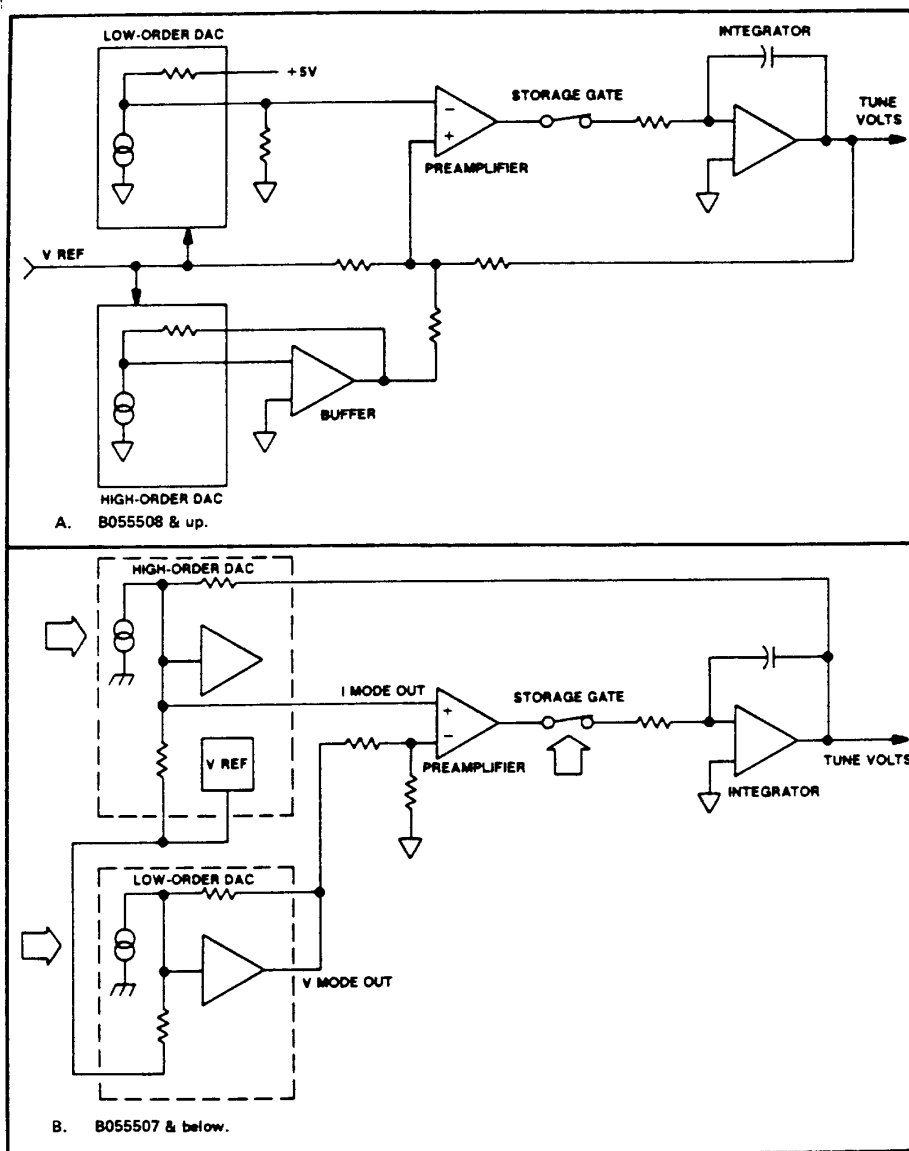 LOW-ORDER DAC
+5V
INTEGRATOR
STORAGE GATE
TUNE
VOLTS
-
+
PREAMPLIFIER
V REF
BUFFER
HIGH-ORDER DAC
A. B055508 & up.
HIGH-ORDER DAC
I MODE OUT
STORAGE GATE
+
-
PREAMPLIFIER
V REF
TUNE VOLTS
INTEGRATOR
LOW-ORDER DAC
V MODE OUT
B. B055507 & below.